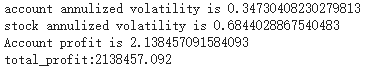 account annulized volatility is 0.34730408230279813
stock annulized volatility is 0.6844028867540483
Account profit is 2.138457091584093
total_profit:2138457.092